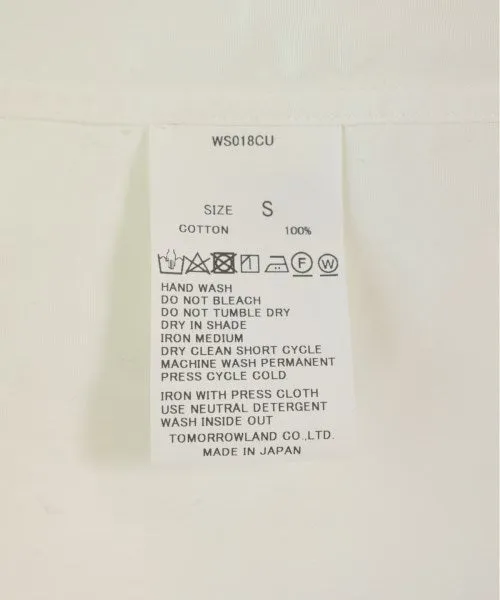 WS018CU
SIZE S
COTTON 100%
F W
HAND WASH
DO NOT BLEACH
DO NOT TUMBLE DRY
DRY IN SHADE
IRON MEDIUM
DRY CLEAN SHORT CYCLE
MACHINE WASH PERMANENT
PRESS CYCLE COLD
IRON WITH PRESS CLOTH
USE NEUTRAL DETERGENT
WASH INSIDE OUT
TOMORROWLAND CO.,LTD.
MADE IN JAPAN